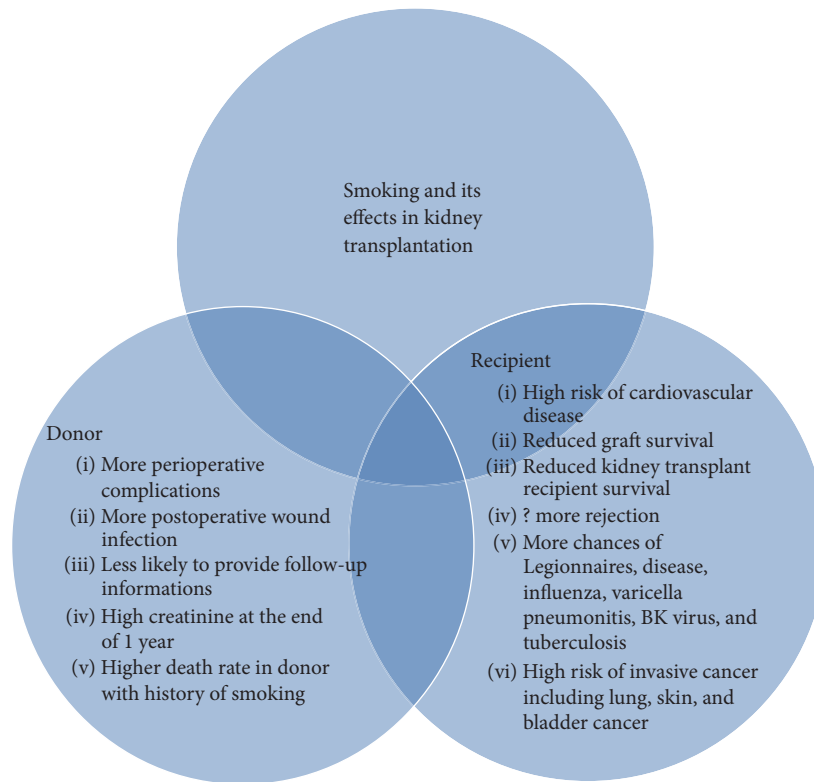 Smoking and its
effects in kidney
transplantation
Donor
(i) More perioperative
complications
(ii) More postoperative wound
infection
(iii) Less likely to provide follow-up
informations
(iv) High creatinine at the end
of 1 year
(v) Higher death rate in donor
with history of smoking
Recipient
(i) High risk of cardiovascular
disease
(ii) Reduced graft survival
(iii) Reduced kidney transplant
recipient survival
(iv) ? more rejection
(v) More chances of
Legionnaires, disease,
influenza, varicella
pneumonitis, BK virus, and
tuberculosis
(vi) High risk of invasive cancer
including lung, skin, and
bladder cancer